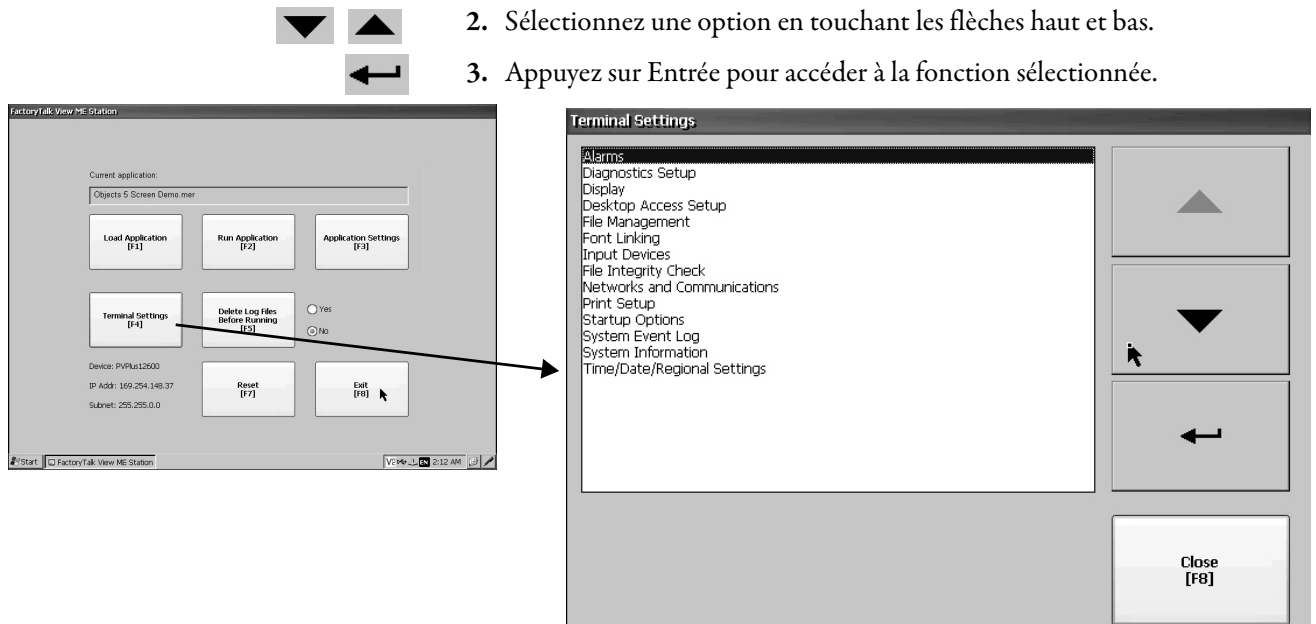 2. Sélectionnez une option en touchant les flèches haut et bas.
3. Appuyez sur Entrée pour accéder à la fonction sélectionnée.
FactoryTalk View ME Station
Current application:
Objects 5 Screen Demo.mer
Load Application
[F1]
Run Application
[F2]
Application Settings
[F3]
Terminal Settings
[F4]
Delete Log Files
Before Running
[F5]
Yes
No
Device: PVPlus12600
IP Addr: 169.254.148.37
Subnet: 255.255.0.0
Reset
[F7]
Exit
[F8]
Start
FactoryTalk View ME Station
EN
2:12 AM
Terminal Settings
Alarms
Diagnostics Setup
Display
Desktop Access Setup
File Management
Font Linking
Input Devices
File Integrity Check
Networks and Communications
Print Setup
Startup Options
System Event Log
System Information
Time/Date/Regional Settings
Close
[F8]